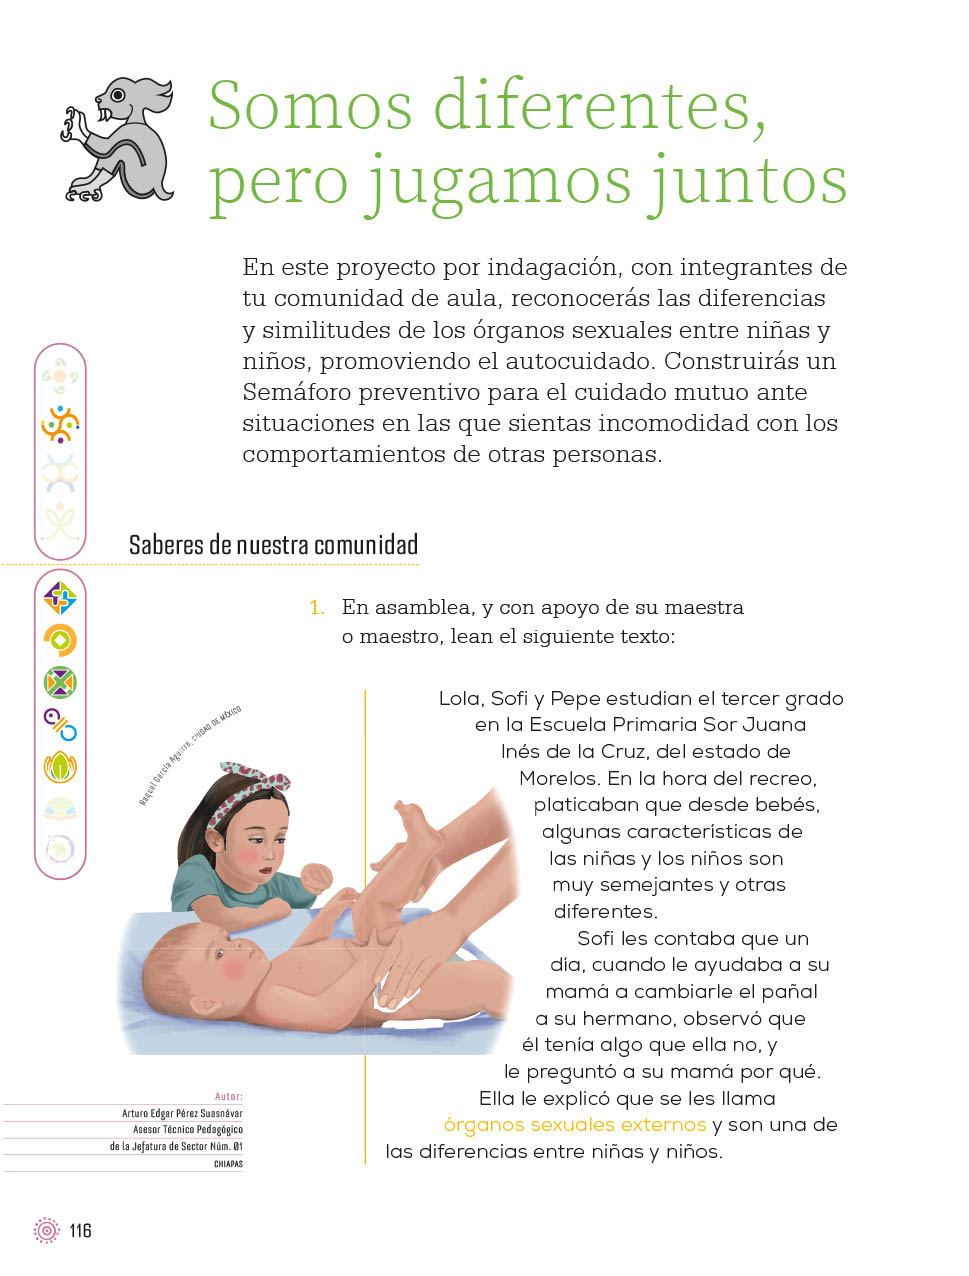 Somos diferentes,
pero jugamos juntos
En este proyecto por indagación, con integrantes de
tu comunidad de aula, reconocerás las diferencias
y similitudes de los órganos sexuales entre niñas y
niños, promoviendo el autocuidado. Construirás un
Semáforo preventivo para el cuidado mutuo ante
situaciones en las que sientas incomodidad con los
comportamientos de otras personas.
Saberes de nuestra comunidad
1. En asamblea, y con apoyo de su maestra
o maestro, lean el siguiente texto:
Raquel García Aguirre, CIUDAD DE MÉXICO
Lola, Sofi y Pepe estudian el tercer grado
en la Escuela Primaria Sor Juana
Inés de la Cruz, del estado de
Morelos. En la hora del recreo,
platicaban que desde bebés,
algunas características de
las niñas y los niños son
muy semejantes y otras
diferentes.
Sofi les contaba que un
día, cuando le ayudaba a su
mamá a cambiarle el pañal
a su hermano, observó que
él tenía algo que ella no, y
le preguntó a su mamá por qué.
Ella le explicó que se les llama
órganos sexuales externos y son una de
las diferencias entre niñas y niños.
Autor:
Arturo Edgar Pérez Suasnávar
Asesor Técnico Pedagógico
de la Jefatura de Sector Núm. 01
CHIAPAS
116